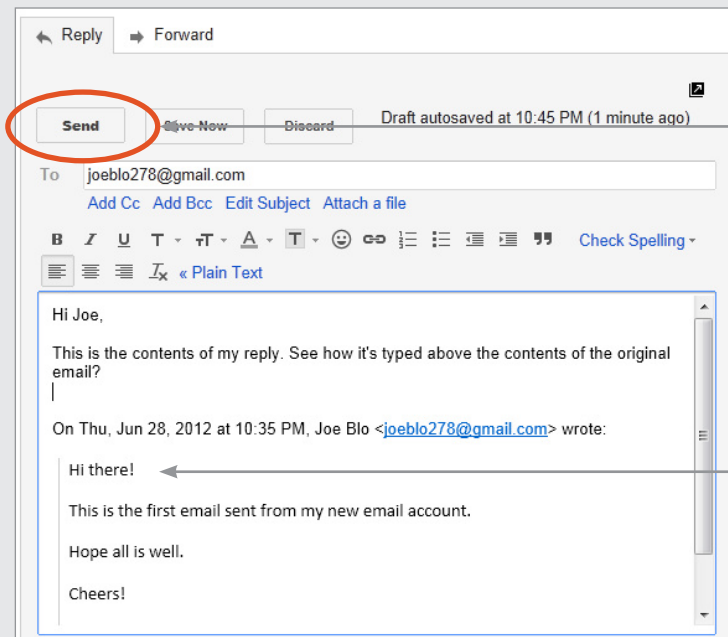 Reply Forward
Send Save Now Discard Draft autosaved at 10:45 PM (1 minute ago)
To joeblo278@gmail.com
Add Cc Add Bcc Edit Subject Attach a file
B I U T TT A T Check Spelling
Tx « Plain Text
Hi Joe,
This is the contents of my reply. See how it's typed above the contents of the original
email?
On Thu, Jun 28, 2012 at 10:35 PM, Joe Blo <joeblo278@gmail.com> wrote:
Hi there!
This is the first email sent from my new email account.
Hope all is well.
Cheers!